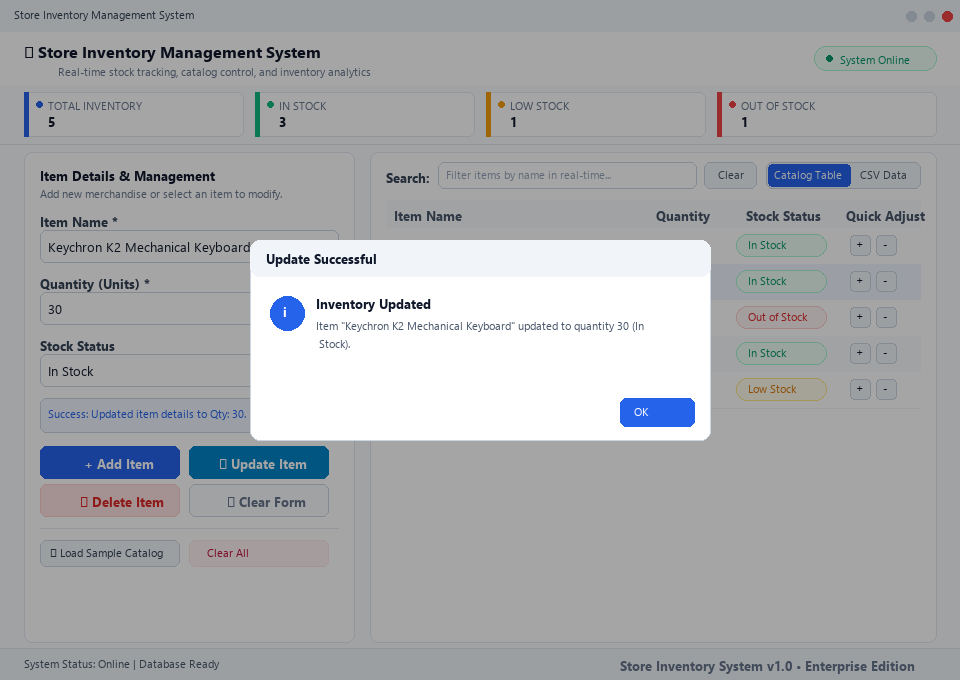 Store Inventory Management System
Store Inventory Management System
Real-time stock tracking, catalog control, and inventory analytics
System Online
TOTAL INVENTORY
5
IN STOCK
3
LOW STOCK
1
OUT OF STOCK
1
Item Details & Management
Add new merchandise or select an item to modify.
Item Name *
Keychron K2 Mechanical Keyboard
Quantity (Units) *
30
Stock Status
In Stock
Success: Updated item details to Qty: 30.
+ Add Item
Update Item
Delete Item
Clear Form
Load Sample Catalog
Clear All
Search:
Filter items by name in real-time...
Clear
Catalog Table
CSV Data
Item Name Quantity Stock Status Quick Adjust
In Stock + -
In Stock + -
Out of Stock + -
In Stock + -
Low Stock + -
Update Successful
i
Inventory Updated
Item "Keychron K2 Mechanical Keyboard" updated to quantity 30 (In
Stock).
OK
System Status: Online | Database Ready
Store Inventory System v1.0 • Enterprise Edition